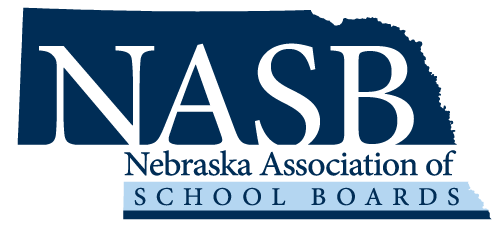 NASB
Nebraska Association of
SCHOOL BOARDS